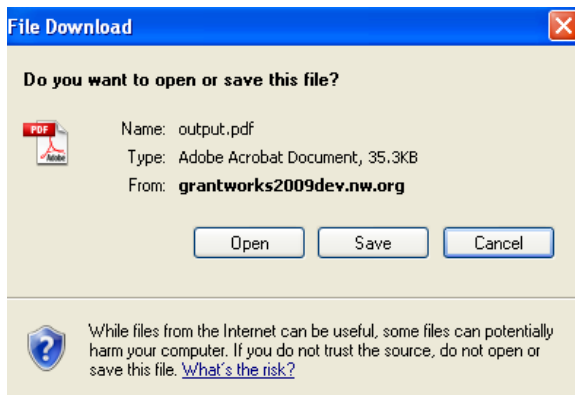 File Download
Do you want to open or save this file?
PDF
Adobe
Name: output.pdf
Type: Adobe Acrobat Document, 35.3KB
From: grantworks2009dev.nw.org
Open Save Cancel
While files from the Internet can be useful, some files can potentially
harm your computer. If you do not trust the source, do not open or
save this file. What's the risk?